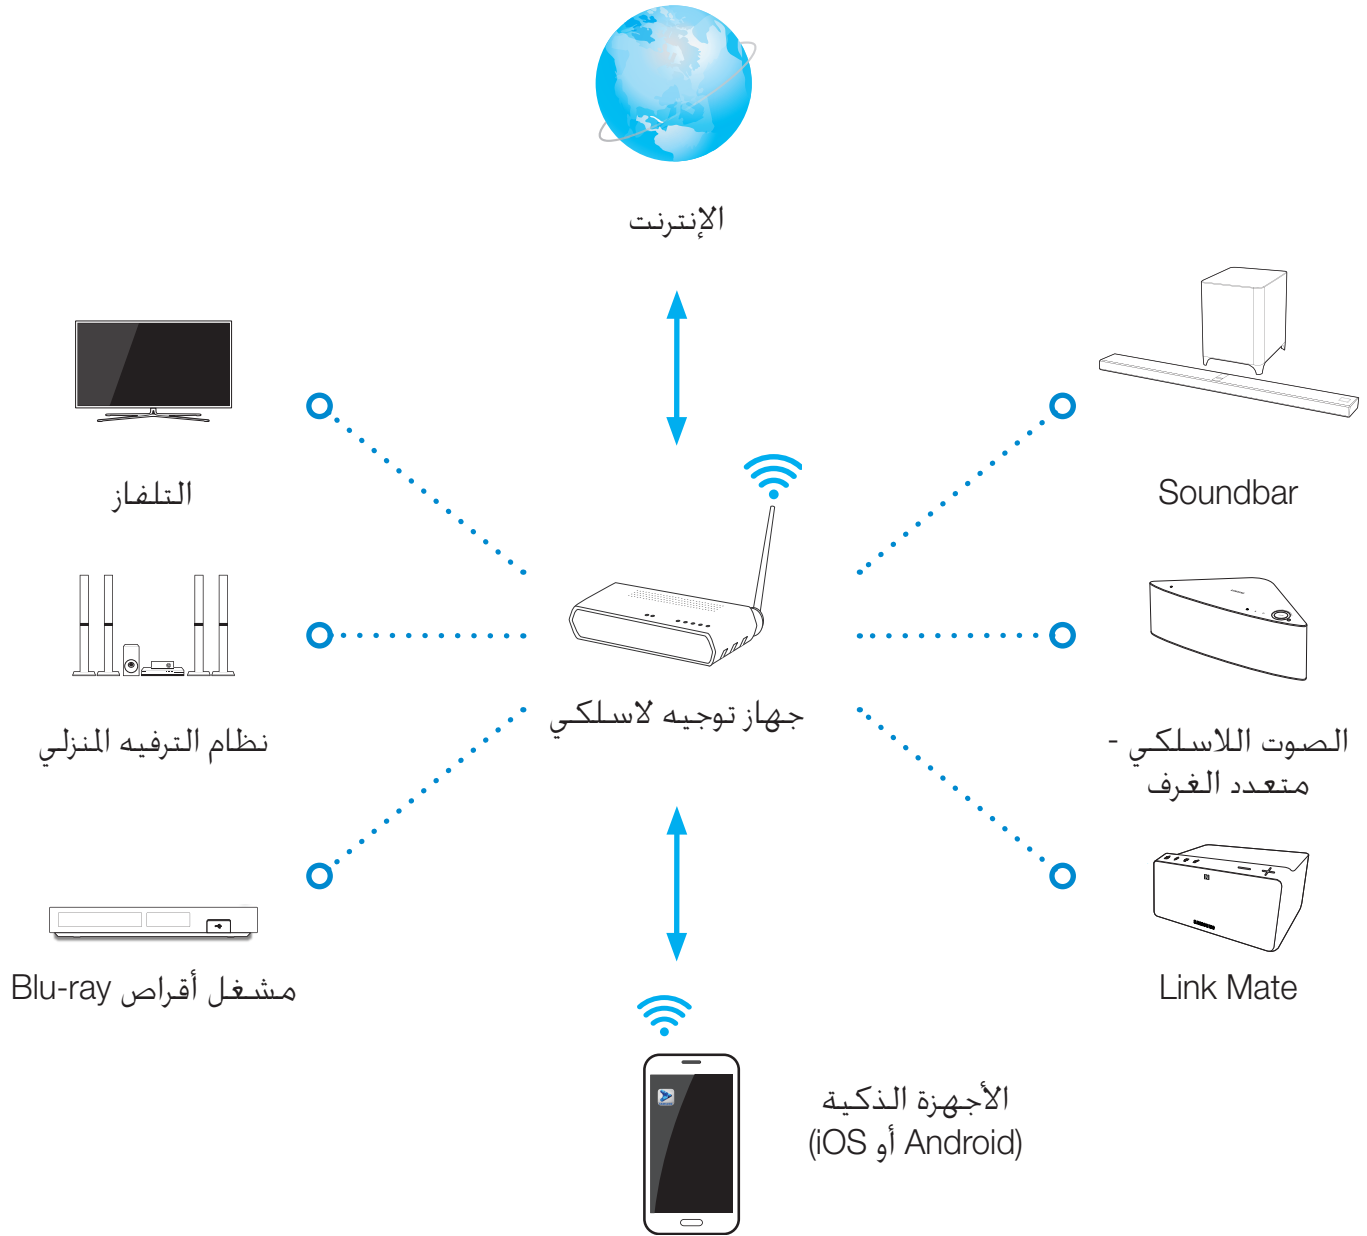 الإنترنت
التلفاز
Soundbar
نظام الترفيه المنزلي
جهاز توجيه لاسلكي
الصوت اللاسلكي -
متعدد الغرف
مشغل أقراص Blu-ray
Link Mate
الأجهزة الذكية
(Android أو iOS)